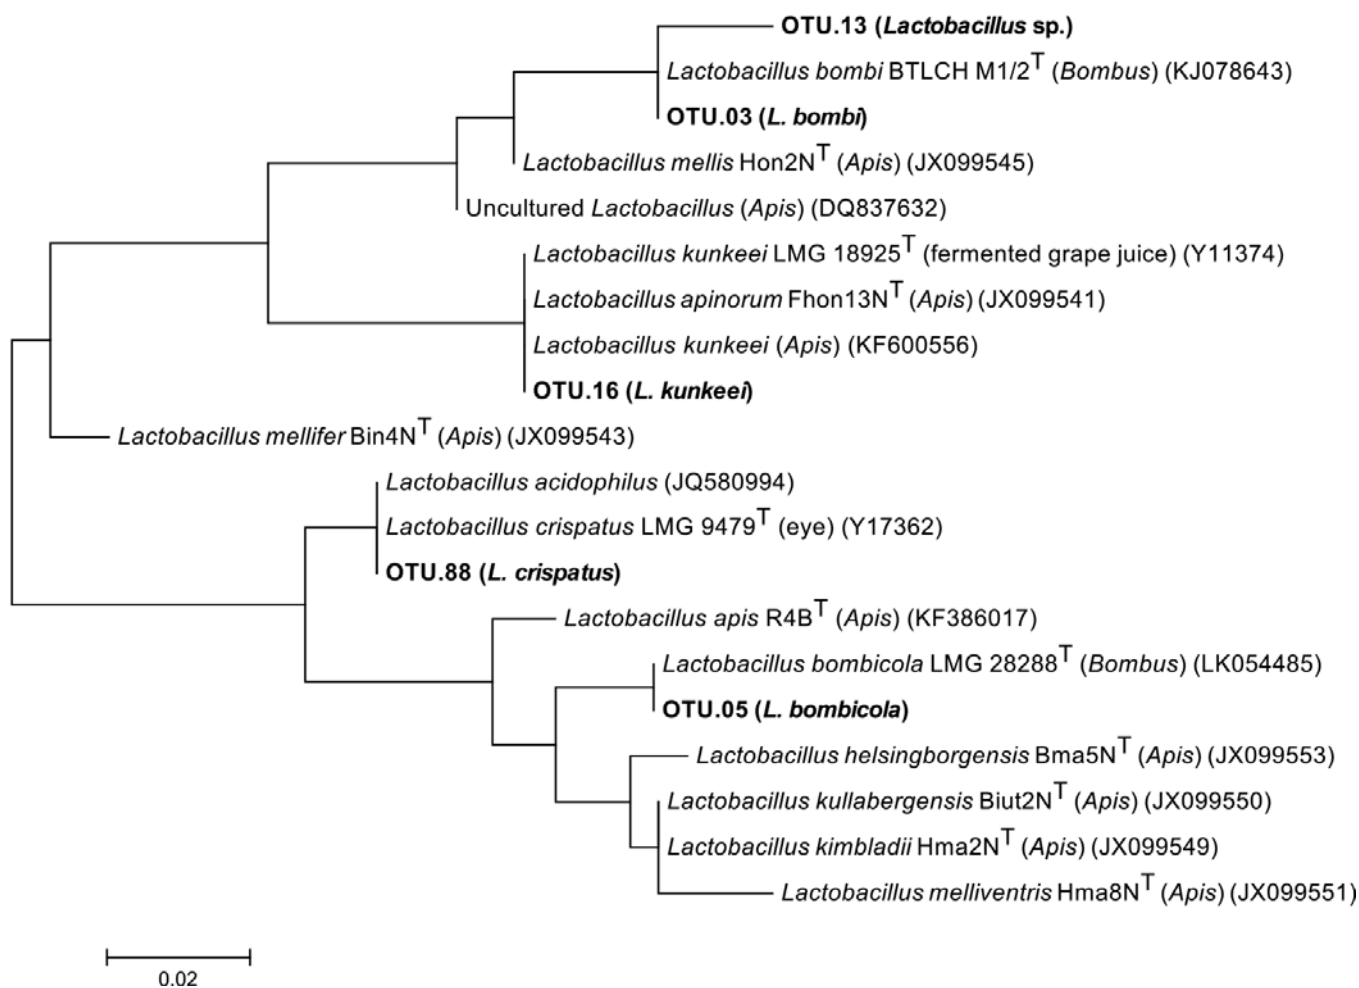 OTU.13 (Lactobacillus sp.)
Lactobacillus bombi BTLCH M1/2ᵀ (Bombus) (KJ078643)
OTU.03 (L. bombi)
Lactobacillus mellis Hon2Nᵀ (Apis) (JX099545)
Uncultured Lactobacillus (Apis) (DQ837632)
Lactobacillus kunkeei LMG 18925ᵀ (fermented grape juice) (Y11374)
Lactobacillus apinorum Fhon13Nᵀ (Apis) (JX099541)
Lactobacillus kunkeei (Apis) (KF600556)
OTU.16 (L. kunkeei)
Lactobacillus mellifer Bin4Nᵀ (Apis) (JX099543)
Lactobacillus acidophilus (JQ580994)
Lactobacillus crispatus LMG 9479ᵀ (eye) (Y17362)
OTU.88 (L. crispatus)
Lactobacillus apis R4Bᵀ (Apis) (KF386017)
Lactobacillus bombicola LMG 28288ᵀ (Bombus) (LK054485)
OTU.05 (L. bombicola)
Lactobacillus helsingborgensis Bma5Nᵀ (Apis) (JX099553)
Lactobacillus kullabergensis Biut2Nᵀ (Apis) (JX099550)
Lactobacillus kimbladii Hma2Nᵀ (Apis) (JX099549)
Lactobacillus melliventris Hma8Nᵀ (Apis) (JX099551)
0.02